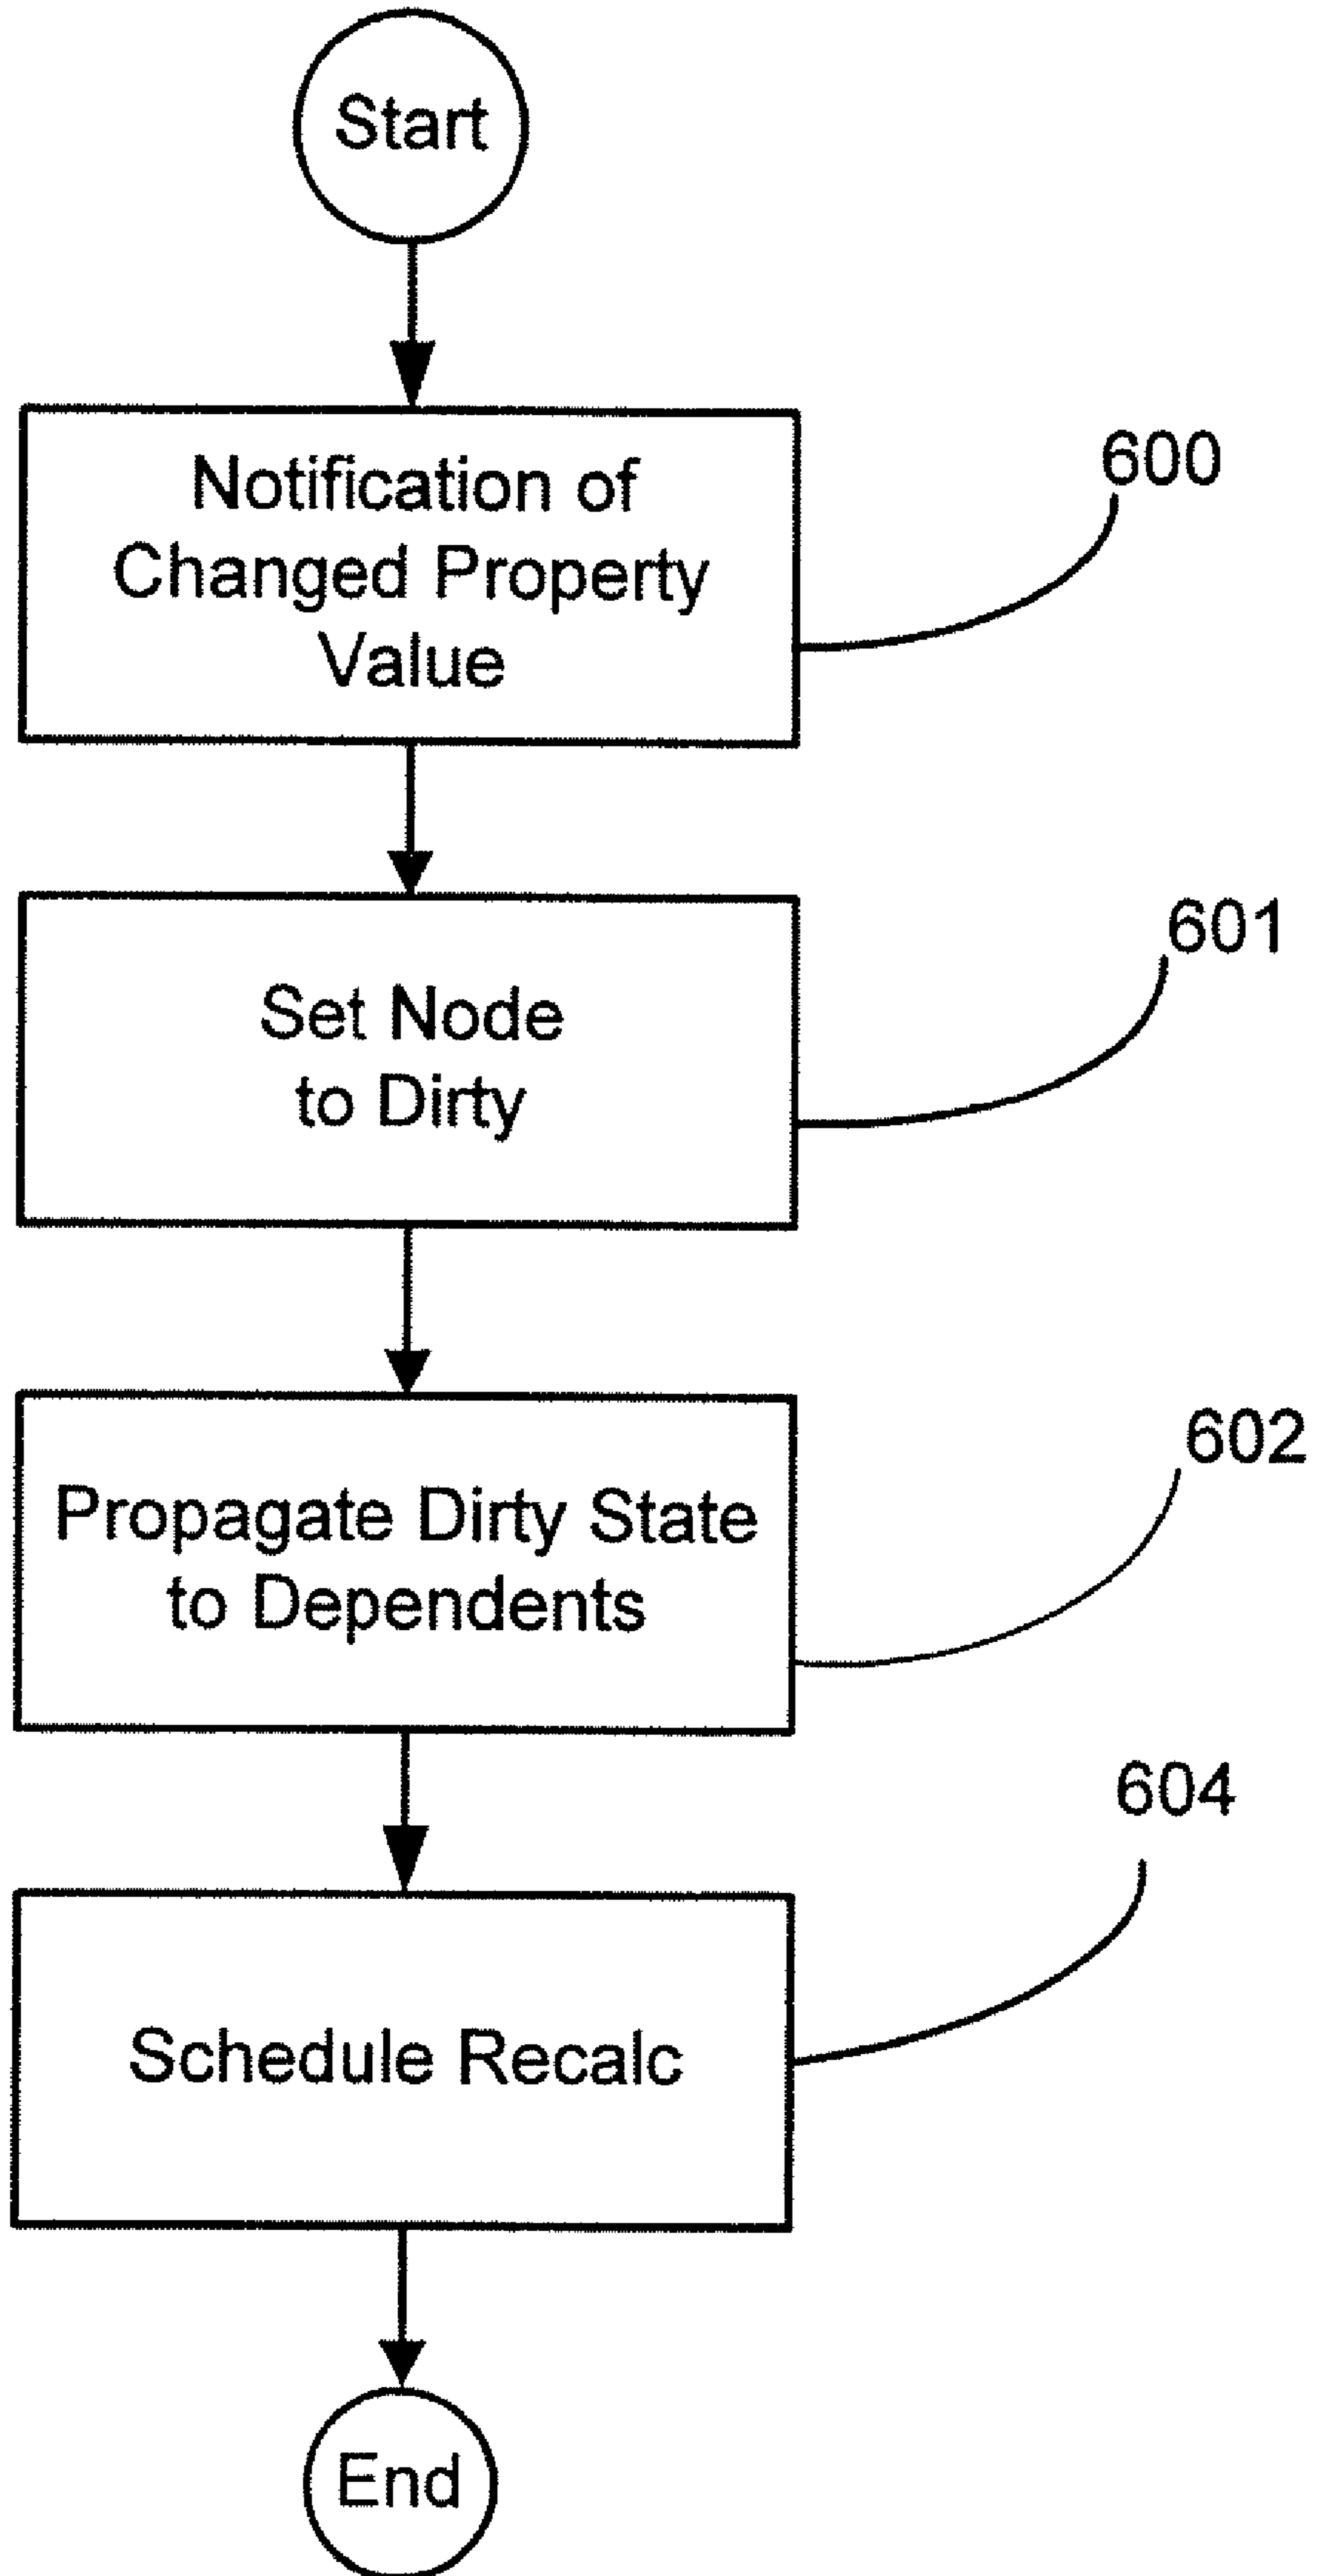 Start
Notification of
Changed Property
Value
600
Set Node
to Dirty
601
Propagate Dirty State
to Dependents
602
Schedule Recalc
604
End